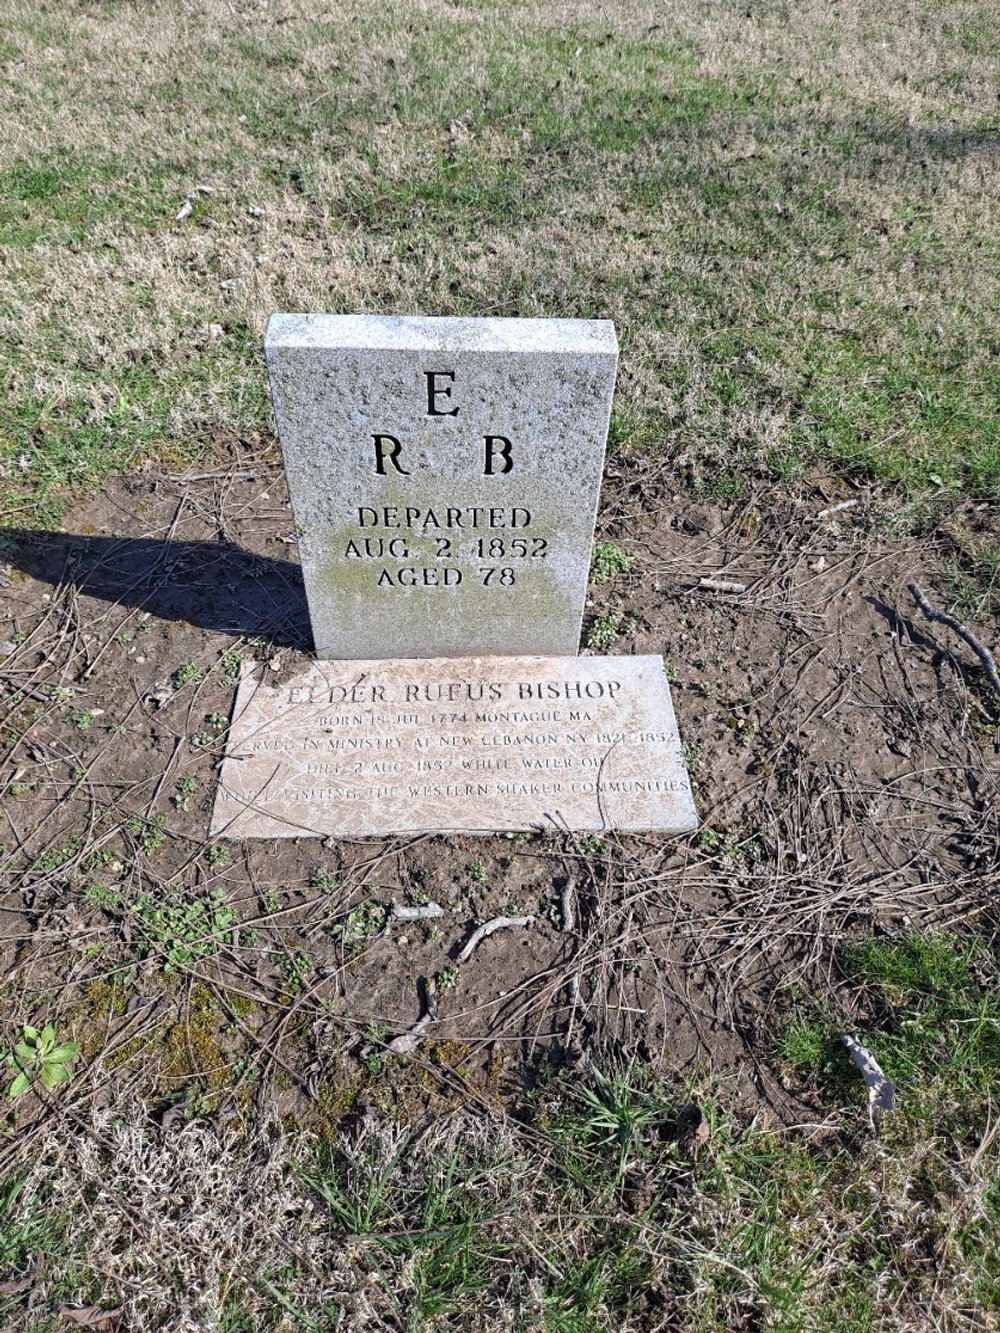 E
R B
DEPARTED
AUG. 2 1852
AGED 78
ELDER RUFUS BISHOP
BORN 18 JUL 1774 MONTAGUE MA
SERVED IN MINISTRY AT NEW LEBANON NY 1821-1852
DIED 2 AUG 1852 WHITE WATER OH
WHILE VISITING THE WESTERN SHAKER COMMUNITIES